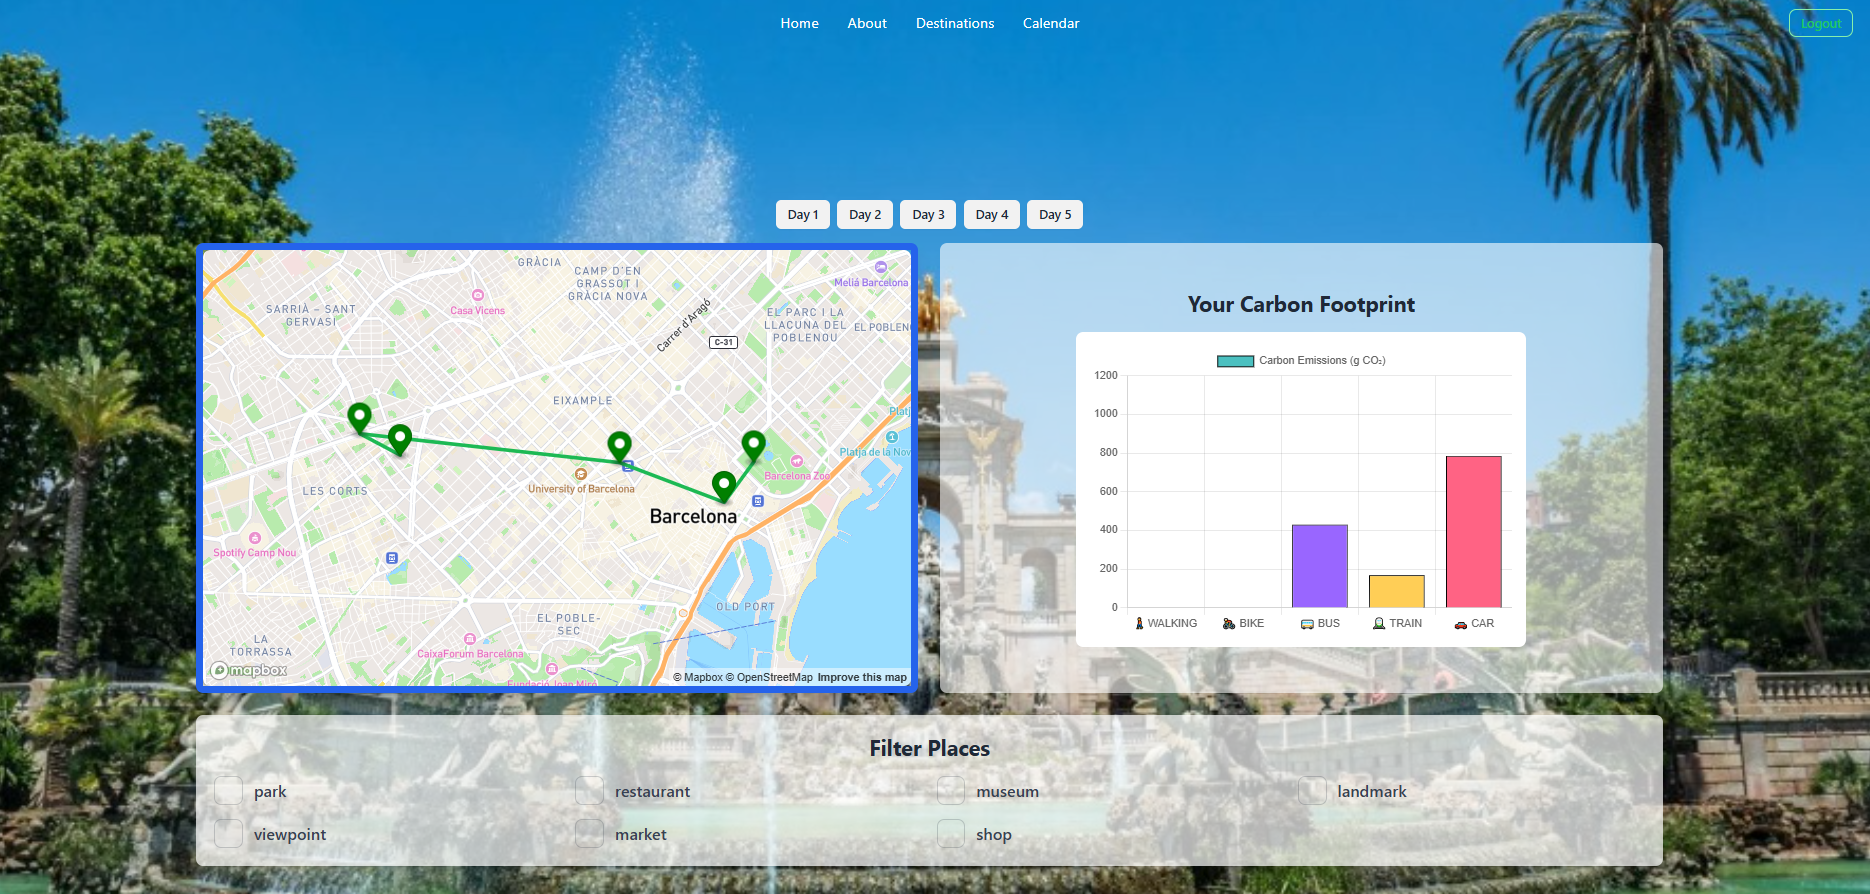 Home About Destinations Calendar Logout
Day 1 Day 2 Day 3 Day 4 Day 5
GRÀCIA
CAMP D'EN
GRASSOT I
GRÀCIA NOVA
Meliá Barcelona
SARRIÀ – SANT
GERVASI
Casa Vicens
Carrer d'Aragó
C-31
EL PARC I LA
LLACUNA DEL
POBLENOU
EL POBLEN
EIXAMPLE
Platj
Platja de la Nov
Barcelona Zoo
LES CORTS
University of Barcelona
Barcelona
Spotify Camp Nou
OLD PORT
EL POBLE-
SEC
LA
TORRASSA
CaixaForum Barcelona
Fundació Joan Miró
mapbox
© Mapbox © OpenStreetMap Improve this map
Your Carbon Footprint
Carbon Emissions (g CO₂)
1200
1000
800
600
400
200
0
WALKING BIKE BUS TRAIN CAR
Filter Places
park restaurant museum landmark
viewpoint market shop